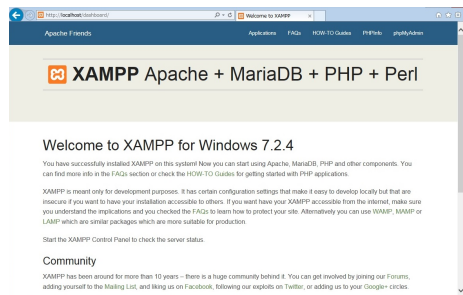 http://localhost/dashboard/
Welcome to XAMPP
Apache Friends
Applications FAQs HOW-TO Guides PHPInfo phpMyAdmin
XAMPP Apache + MariaDB + PHP + Perl
Welcome to XAMPP for Windows 7.2.4
You have successfully installed XAMPP on this system! Now you can start using Apache, MariaDB, PHP and other components. You
can find more info in the FAQs section or check the HOW-TO Guides for getting started with PHP applications.
XAMPP is meant only for development purposes. It has certain configuration settings that make it easy to develop locally but that are
insecure if you want to have your installation accessible to others. If you want have your XAMPP accessible from the internet, make sure
you understand the implications and you checked the FAQs to learn how to protect your site. Alternatively you can use WAMP, MAMP or
LAMP which are similar packages which are more suitable for production.
Start the XAMPP Control Panel to check the server status.
Community
XAMPP has been around for more than 10 years – there is a huge community behind it. You can get involved by joining our Forums,
adding yourself to the Mailing List, and liking us on Facebook, following our exploits on Twitter, or adding us to your Google+ circles.